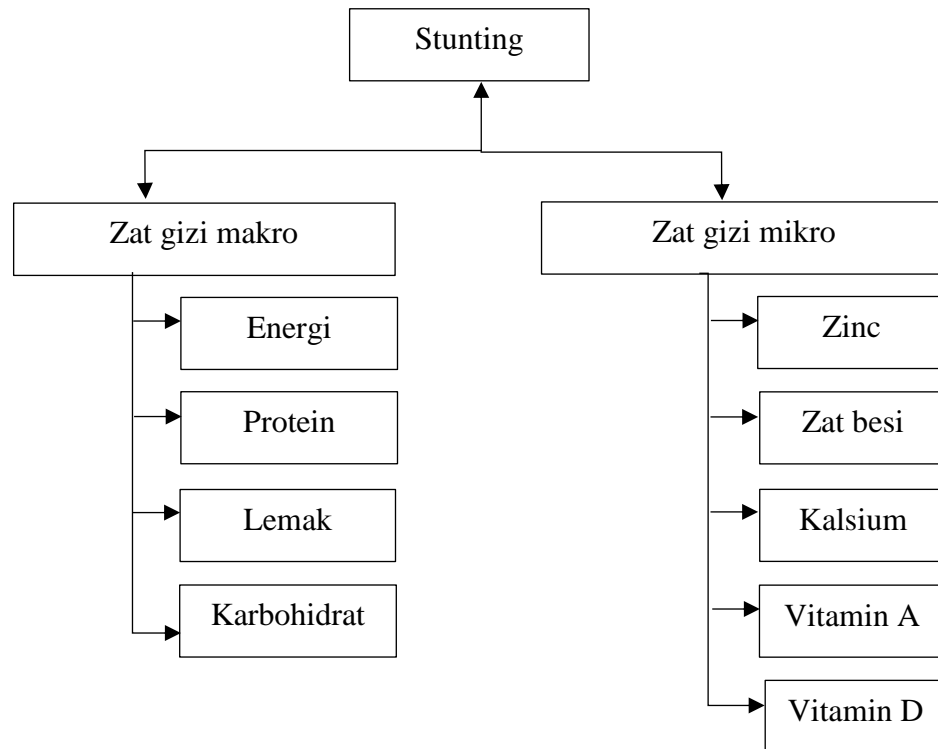 Stunting
Zat gizi makro
Zat gizi mikro
Energi
Protein
Lemak
Karbohidrat
Zinc
Zat besi
Kalsium
Vitamin A
Vitamin D